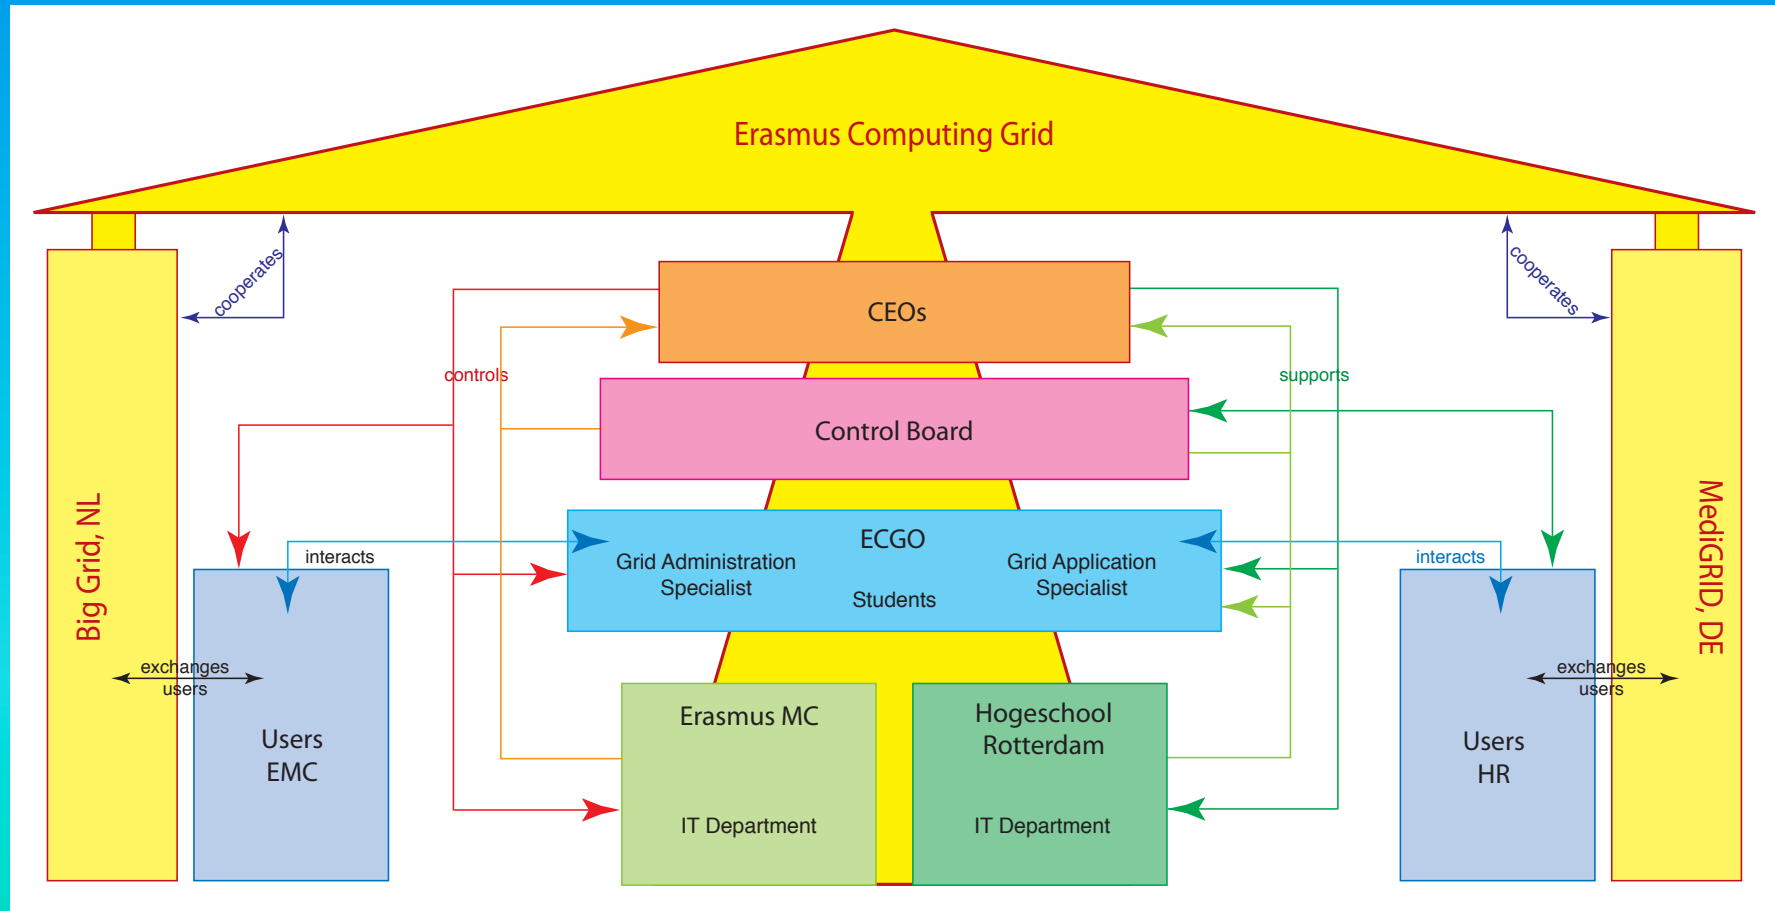 Erasmus Computing Grid
cooperates
cooperates
CEOs
controls
supports
Control Board
Big Grid, NL
MediGRID, DE
ECGO
interacts
Grid Administration
Specialist
Grid Application
Specialist
interacts
Students
exchanges
users
exchanges
users
Erasmus MC
Hogeschool
Rotterdam
Users
EMC
Users
HR
IT Department
IT Department